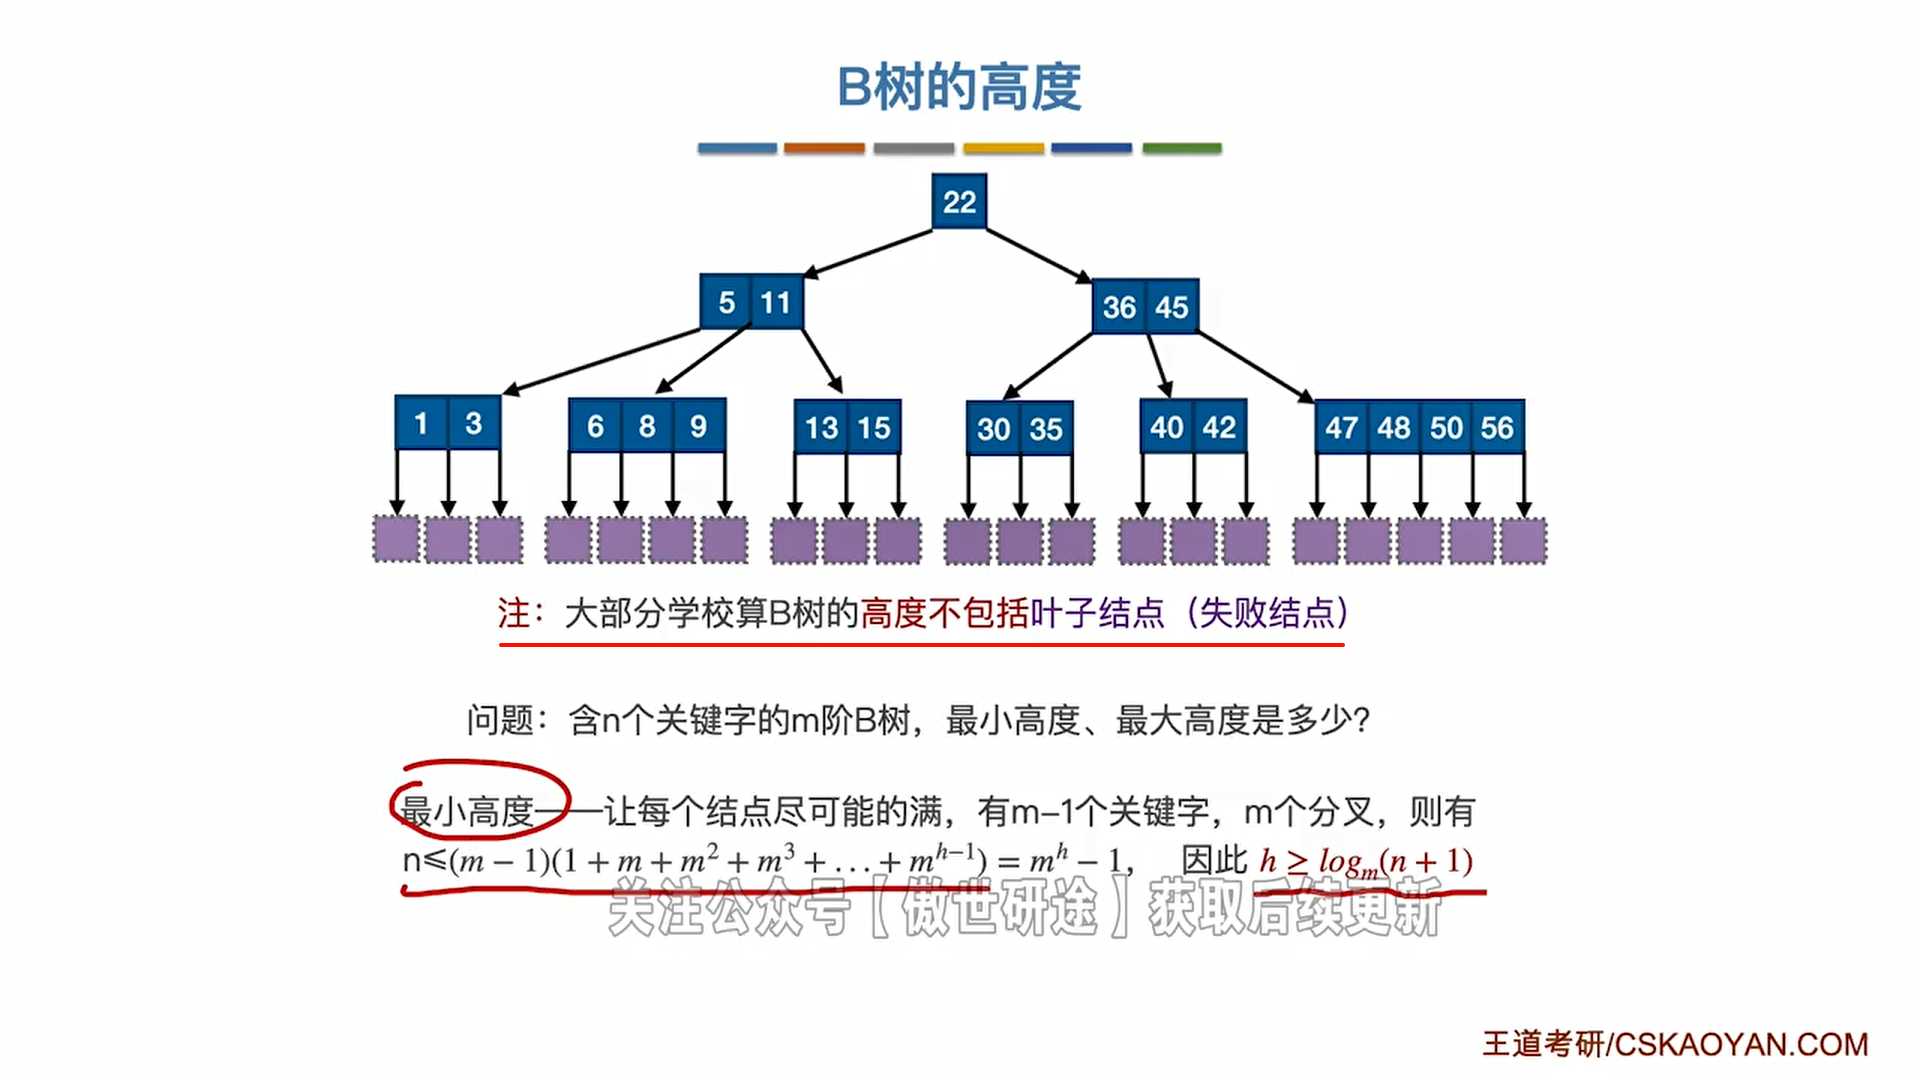 B树的高度
22
5 11
36 45
1 3
6 8 9
13 15
30 35
40 42
47 48 50 56
注：大部分学校算B树的高度不包括叶子结点（失败结点）
问题：含n个关键字的m阶B树，最小高度、最大高度是多少？
最小高度——让每个结点尽可能的满，有m–1个关键字，m个分叉，则有
n⩽(m − 1)(1 + m + m² + m³ + … + mʰ⁻¹) = mʰ − 1， 因此 h ≥ logₘ(n + 1)
关注公众号【傲世研途】获取后续更新
王道考研/CSKAOYAN.COM